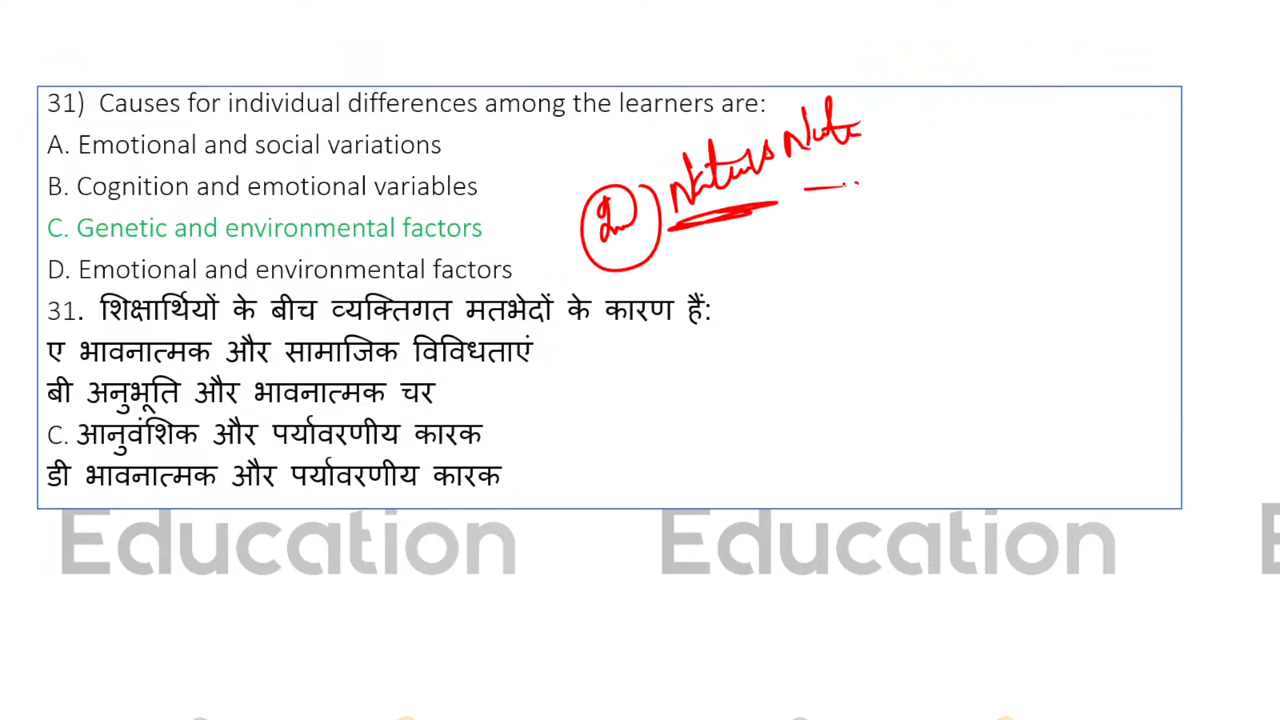 31) Causes for individual differences among the learners are:
A. Emotional and social variations
B. Cognition and emotional variables
C. Genetic and environmental factors
D. Emotional and environmental factors
31. शिक्षार्थियों के बीच व्यक्तिगत मतभेदों के कारण हैं:
ए भावनात्मक और सामाजिक विविधताएं
बी अनुभूति और भावनात्मक चर
C. आनुवंशिक और पर्यावरणीय कारक
डी भावनात्मक और पर्यावरणीय कारक
Education Education